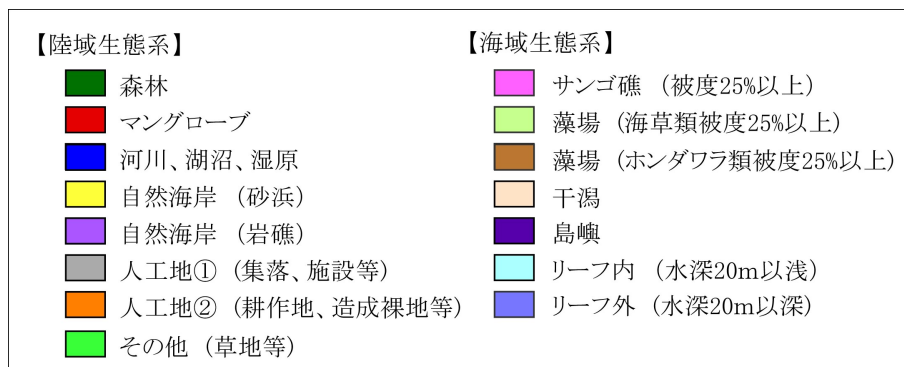 【陸域生態系】
森林
マングローブ
河川、湖沼、湿原
自然海岸 （砂浜）
自然海岸 （岩礁）
人工地① （集落、施設等）
人工地② （耕作地、造成裸地等）
その他 （草地等）
【海域生態系】
サンゴ礁 （被度25%以上）
藻場 （海草類被度25%以上）
藻場 （ホンダワラ類被度25%以上）
干潟
島嶼
リーフ内 （水深20m以浅）
リーフ外 （水深20m以深）